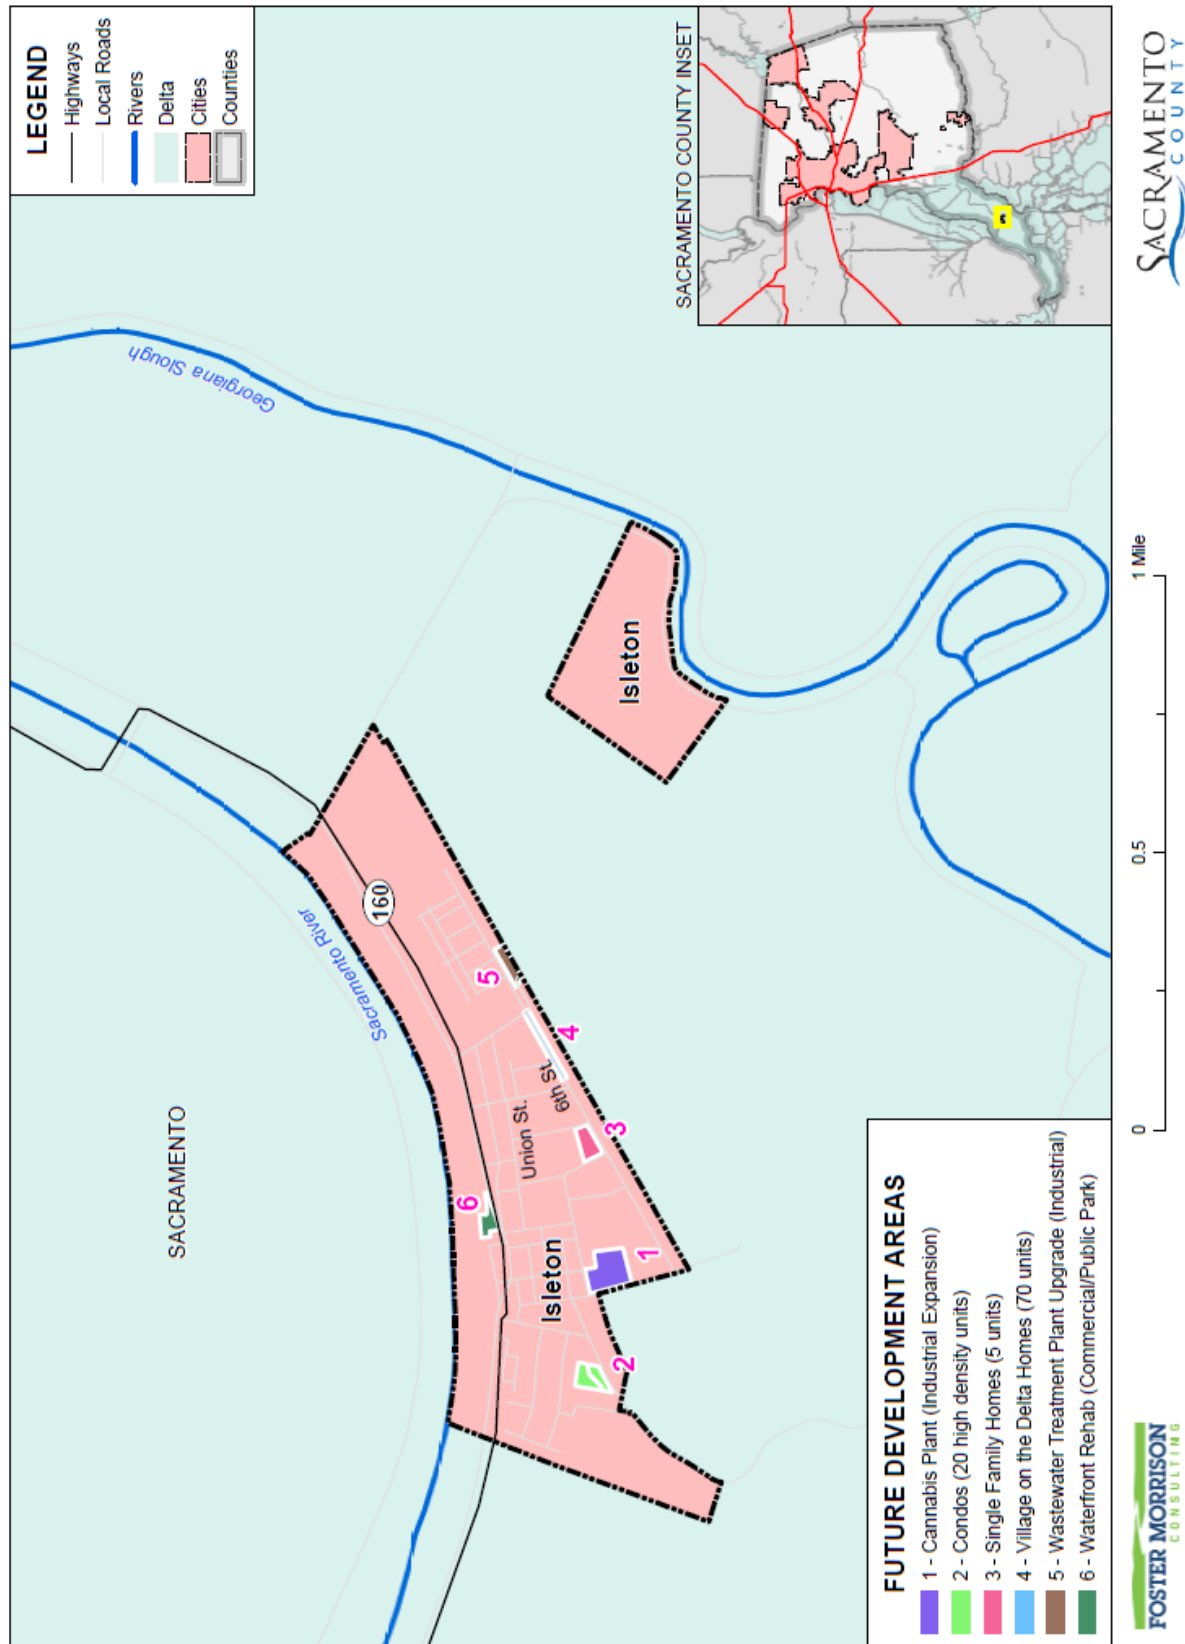 LEGEND
Highways
Local Roads
Rivers
Delta
Cities
Counties
SACRAMENTO
Sacramento River
Georgiana Slough
160
Isleton
Isleton
Union St.
6th St.
1
2
3
4
5
6
SACRAMENTO COUNTY INSET
FUTURE DEVELOPMENT AREAS
1 - Cannabis Plant (Industrial Expansion)
2 - Condos (20 high density units)
3 - Single Family Homes (5 units)
4 - Village on the Delta Homes (70 units)
5 - Wastewater Treatment Plant Upgrade (Industrial)
6 - Waterfront Rehab (Commercial/Public Park)
FOSTER MORRISON
CONSULTING
0 0.5 1 Mile
SACRAMENTO
COUNTY